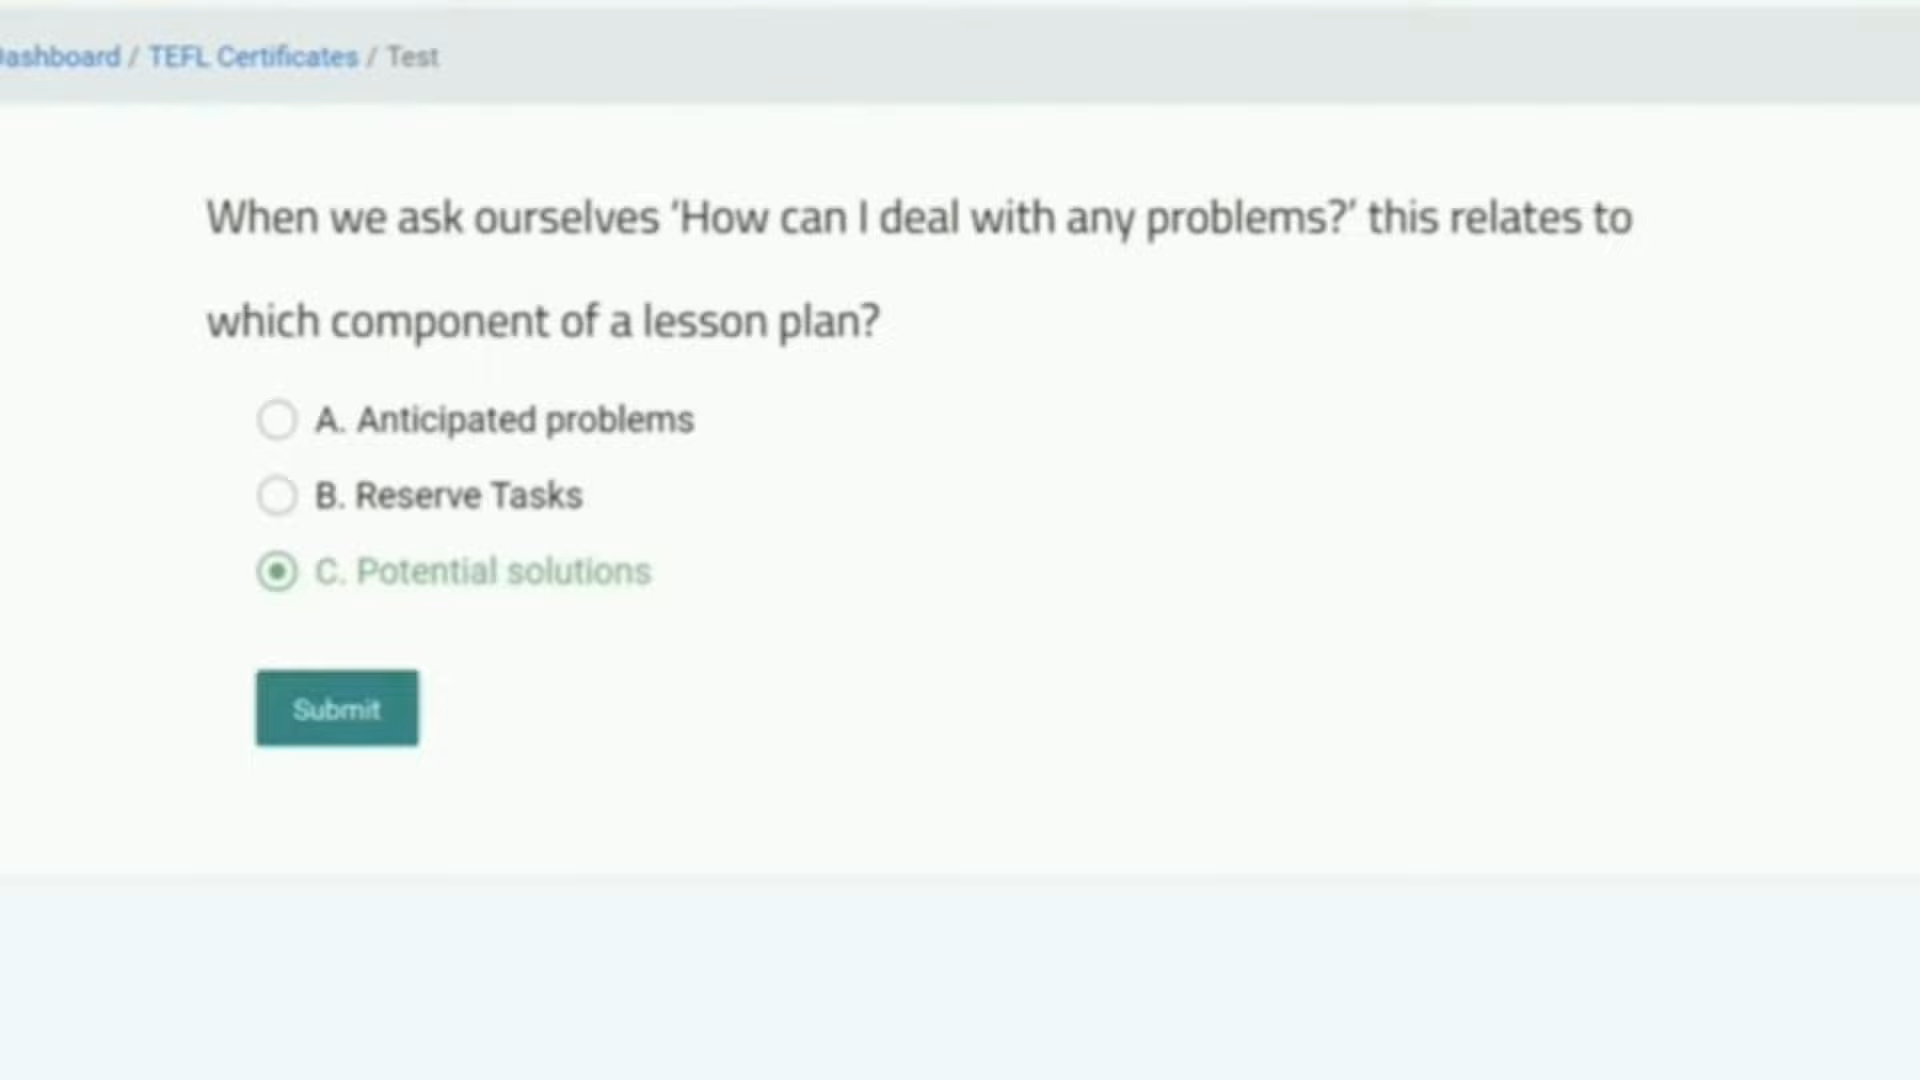 Dashboard / TEFL Certificates / Test
When we ask ourselves ‘How can I deal with any problems?’ this relates to
which component of a lesson plan?
A. Anticipated problems
B. Reserve Tasks
C. Potential solutions
Submit